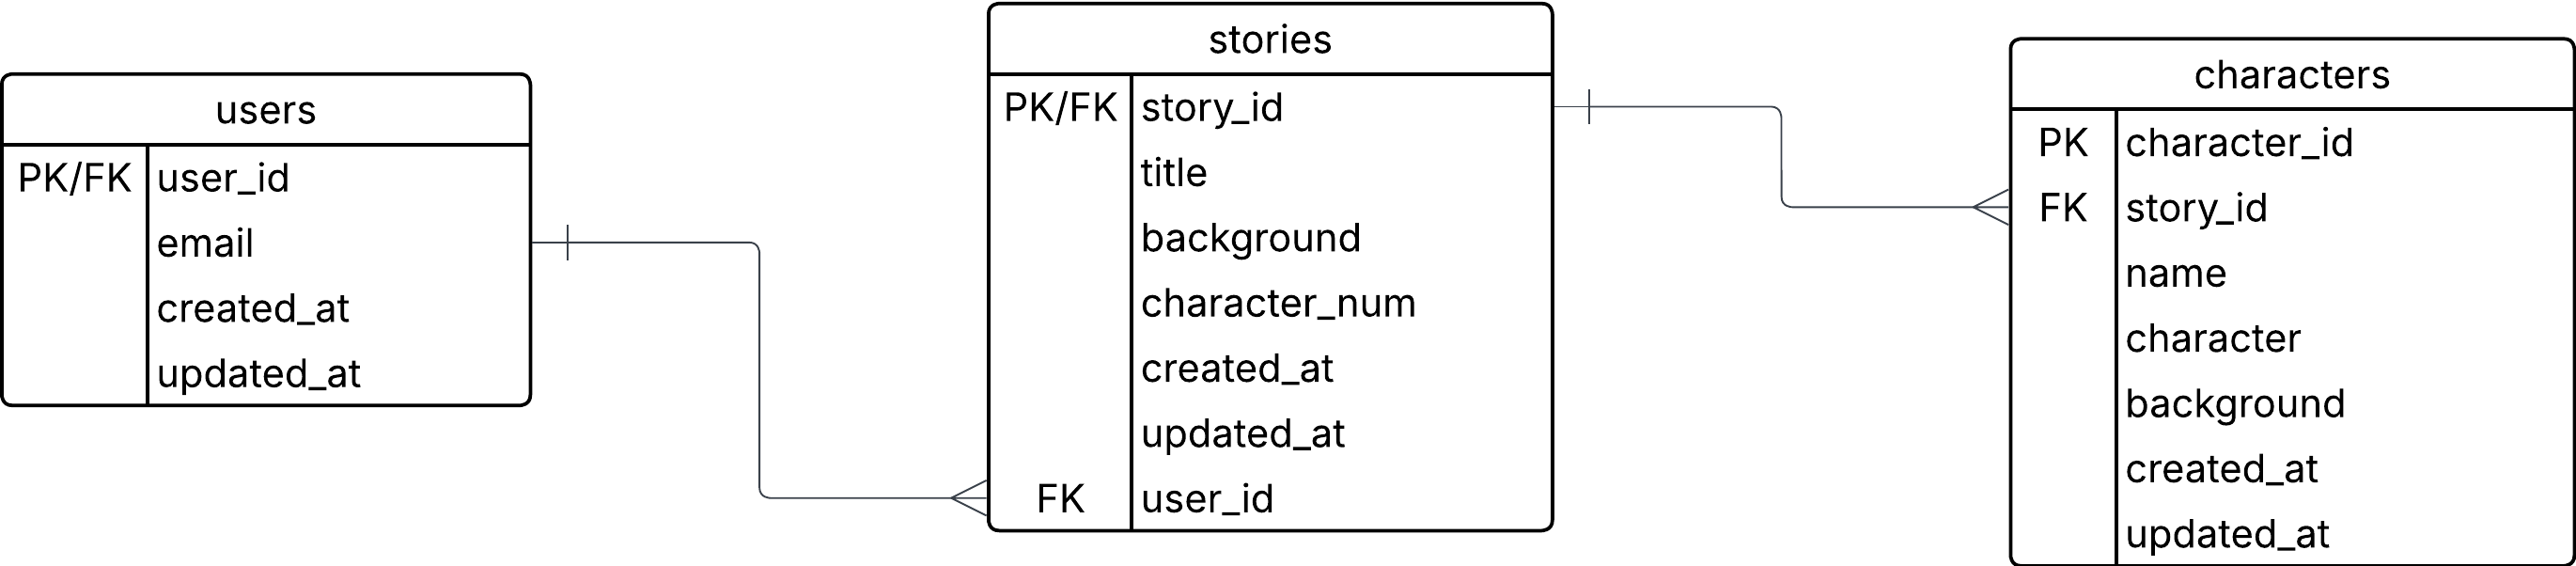 users
PK/FK user_id
email
created_at
updated_at
stories
PK/FK story_id
title
background
character_num
created_at
updated_at
FK user_id
characters
PK character_id
FK story_id
name
character
background
created_at
updated_at